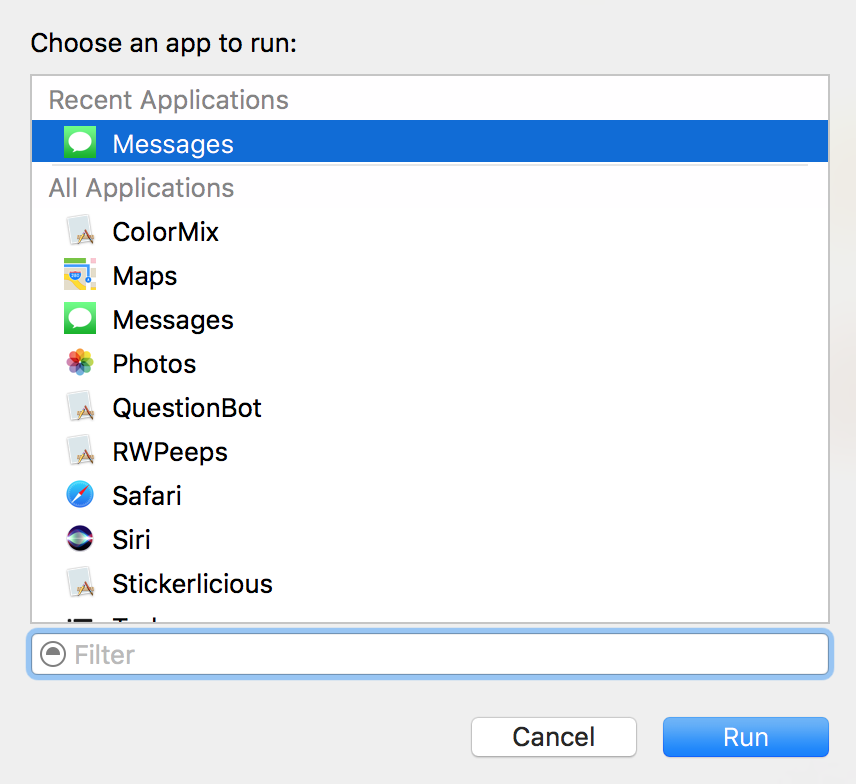 Choose an app to run:
Recent Applications
Messages
All Applications
ColorMix
Maps
Messages
Photos
QuestionBot
RWPeeps
Safari
Siri
Stickerlicious
Filter
Cancel
Run